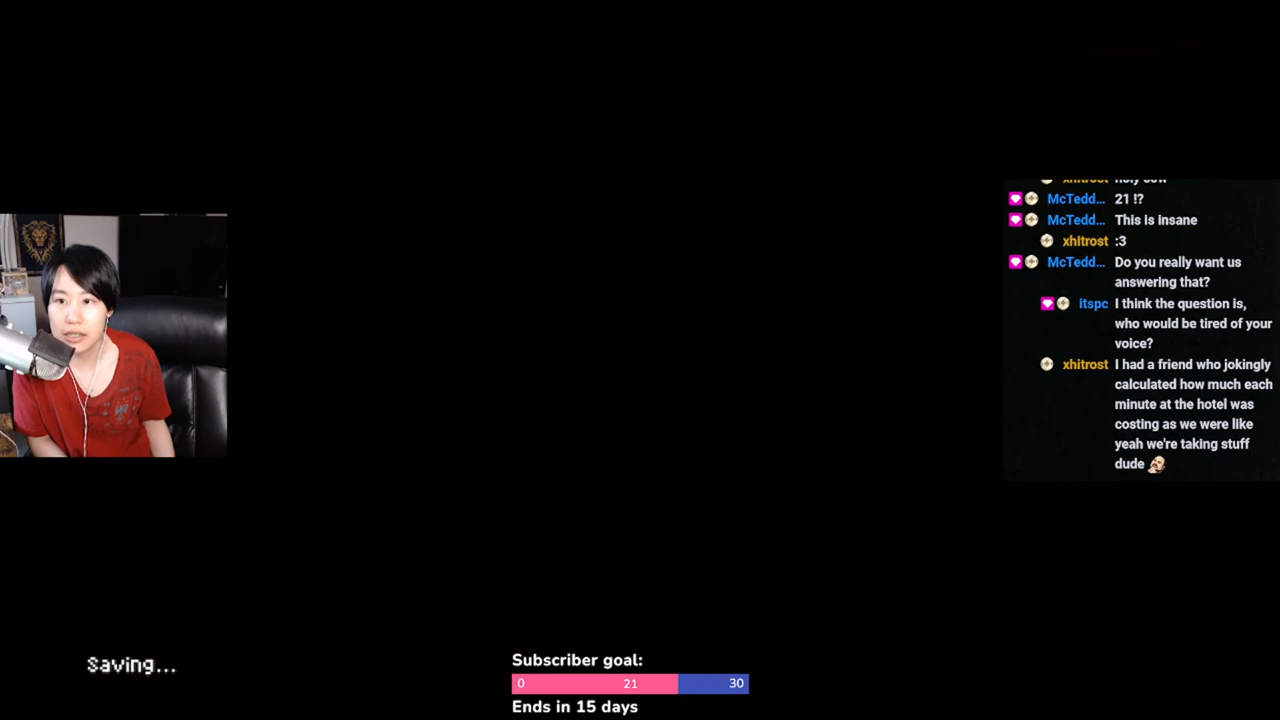 xhitrost holy cow
McTedd... 21 !?
McTedd... This is insane
xhitrost :3
McTedd... Do you really want us
answering that?
itspc I think the question is,
who would be tired of your
voice?
xhitrost I had a friend who jokingly
calculated how much each
minute at the hotel was
costing as we were like
yeah we're taking stuff
dude
Saving...
Subscriber goal:
0 21 30
Ends in 15 days